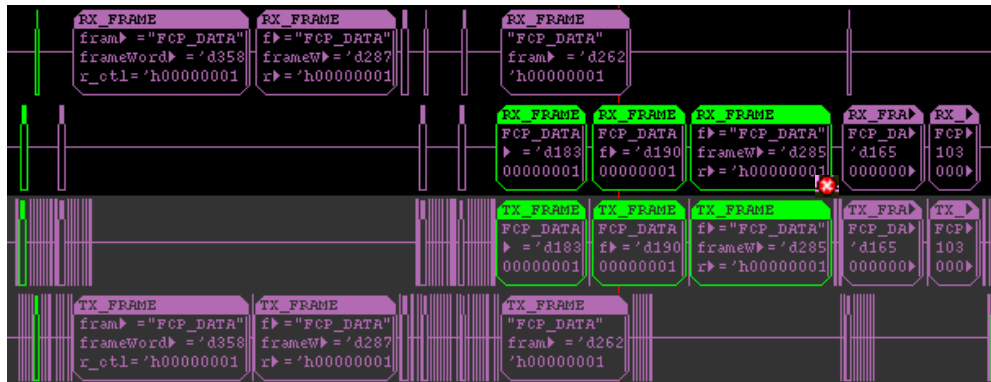 RX_FRAME RX_FRAME RX_FRAME
fram▶ ="FCP_DATA" f▶="FCP_DATA" "FCP_DATA"
frameWord▶ ='d358 frameW▶='d287 fram▶ ='d262
r_ctl='h00000001 r▶='h00000001 'h00000001
RX_FRAME RX_FRAME RX_FRAME RX_FRA▶ RX_▶
FCP_DATA FCP_DATA f▶="FCP_DATA" FCP_DA▶ FCP▶
▶ ='d183 f▶='d190 frameW▶='d285 'd165 103
00000001 00000001 r▶='h00000001 000000▶ 000▶
TX_FRAME TX_FRAME TX_FRAME TX_FRA▶ TX_▶
FCP_DATA FCP_DATA f▶="FCP_DATA" FCP_DA▶ FCP▶
▶ ='d183 f▶='d190 frameW▶='d285 'd165 103
00000001 00000001 r▶='h00000001 000000▶ 000▶
TX_FRAME TX_FRAME TX_FRAME
fram▶ ="FCP_DATA" f▶="FCP_DATA" "FCP_DATA"
frameWord▶ ='d358 frameW▶='d287 fram▶ ='d262
r_ctl='h00000001 r▶='h00000001 'h00000001